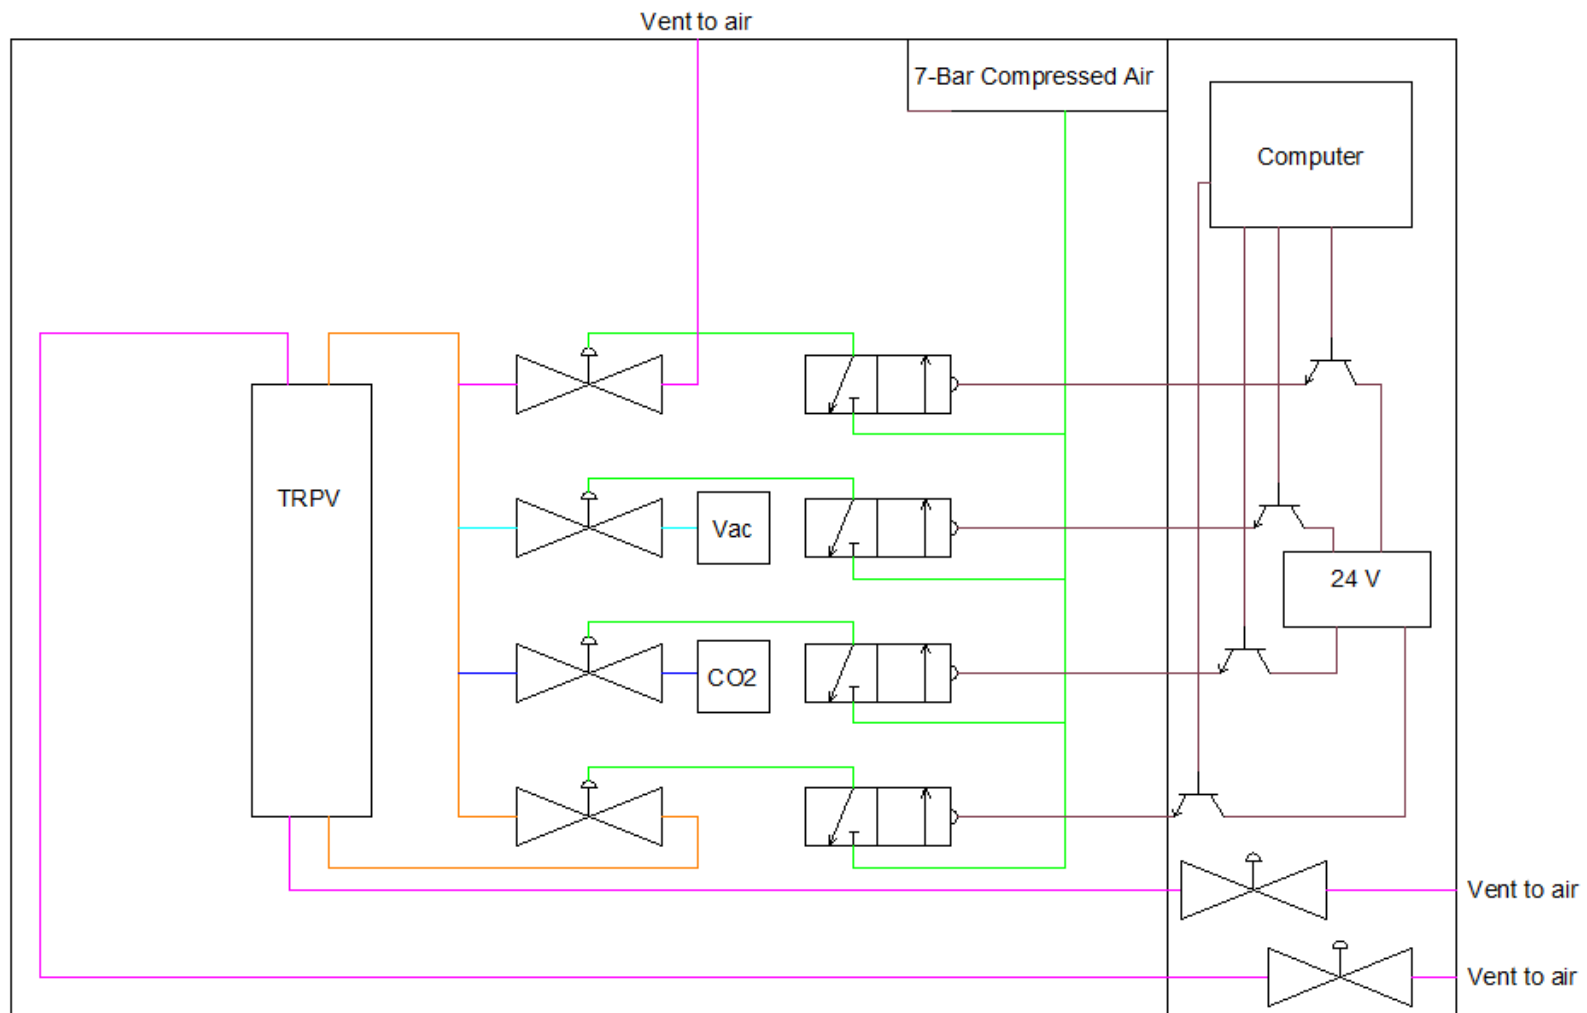 Vent to air
7-Bar Compressed Air
Computer
TRPV
Vac
24 V
CO2
Vent to air
Vent to air